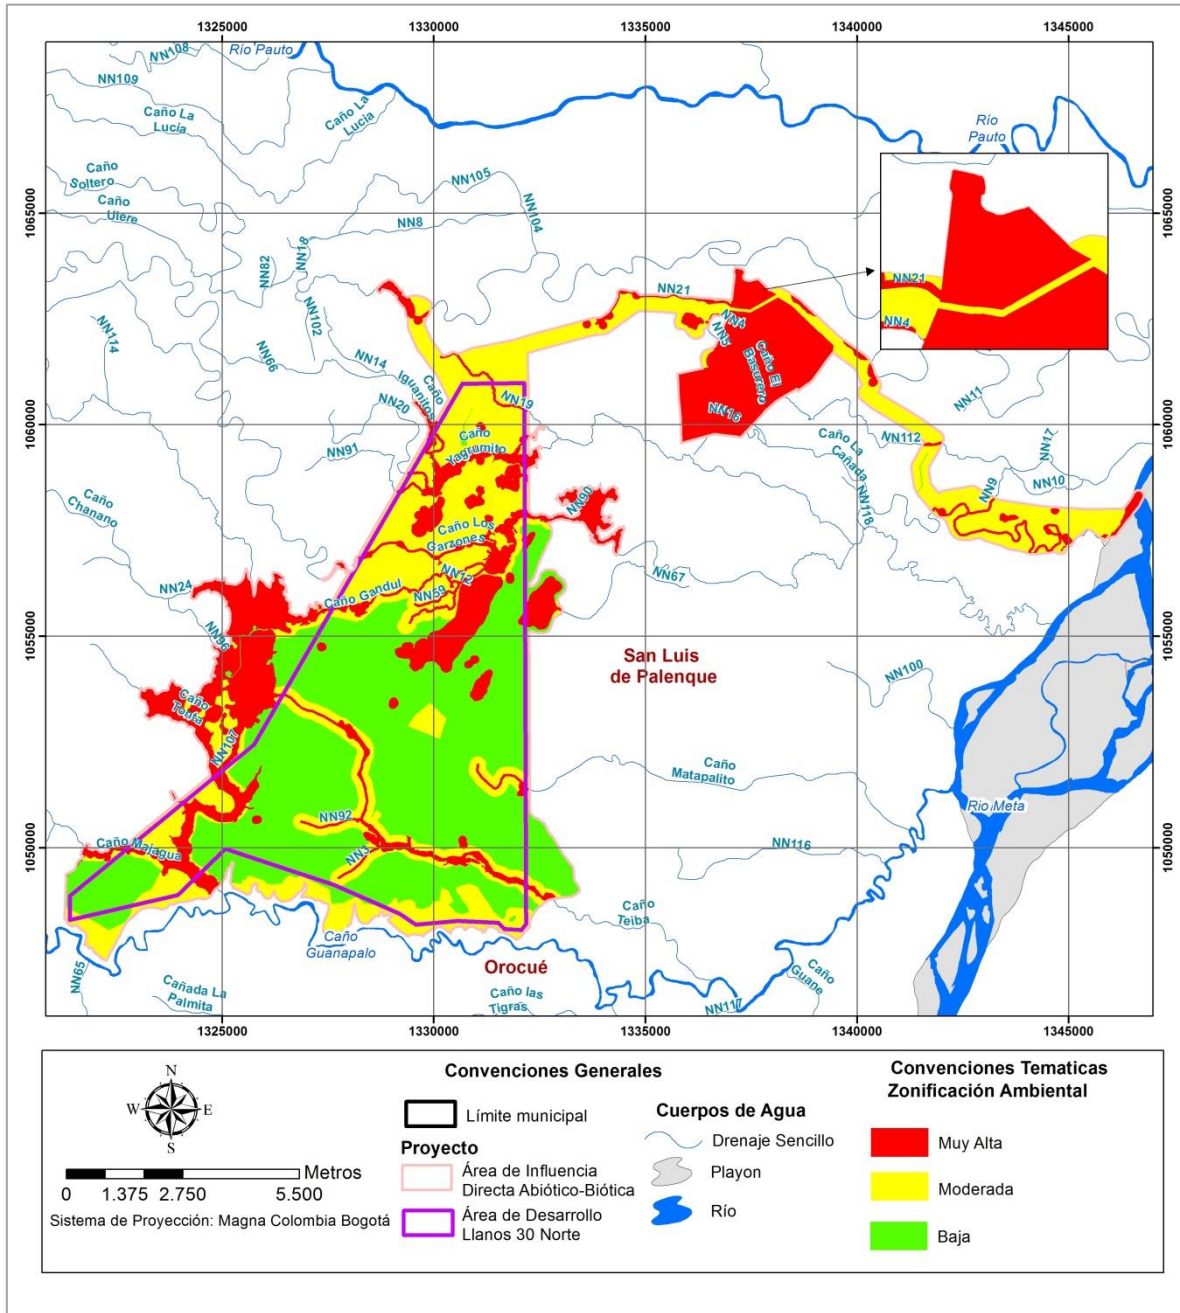 1325000
1330000
1335000
1340000
1345000
NN108
Río Pauto
NN109
Caño La
Lucia
Caño La
Lucia
Río
Pauto
Caño
Soltero
NN105
Caño
Ulere
NN104
NN8
1065000
1065000
NN18
NN82
NN21
NN21
NN4
NN102
NN114
NN4
NN5
NN66
NN14
Caño
Iguanitos
Caño El
Basurero
NN20
NN19
NN11
NN16
1060000
1060000
Caño
Yagrumito
NN112
NN17
NN91
Caño La
Cañada
NN10
NN9
Caño
Chanano
NN90
NN118
Caño Los
Garzones
NN24
NN12
NN67
Caño Gandul
NN59
1055000
1055000
NN96
San Luis
de Palenque
NN100
Caño
Tonta
NN107
Caño
Matapalito
Río Meta
NN92
Caño Majagua
NN3
NN116
1050000
1050000
Caño
Teiba
Caño
Guanapalo
NN65
Orocué
Caño
Guape
Cañada La
Palmita
Caño las
Tigras
NN117
1325000
1330000
1335000
1340000
1345000
N
W
E
S
Metros
0
1.375
2.750
5.500
Sistema de Proyección: Magna Colombia Bogotá
Convenciones Generales
Límite municipal
Proyecto
Área de Influencia
Directa Abiótico-Biótica
Área de Desarrollo
Llanos 30 Norte
Cuerpos de Agua
Drenaje Sencillo
Playon
Río
Convenciones Tematicas
Zonificación Ambiental
Muy Alta
Moderada
Baja